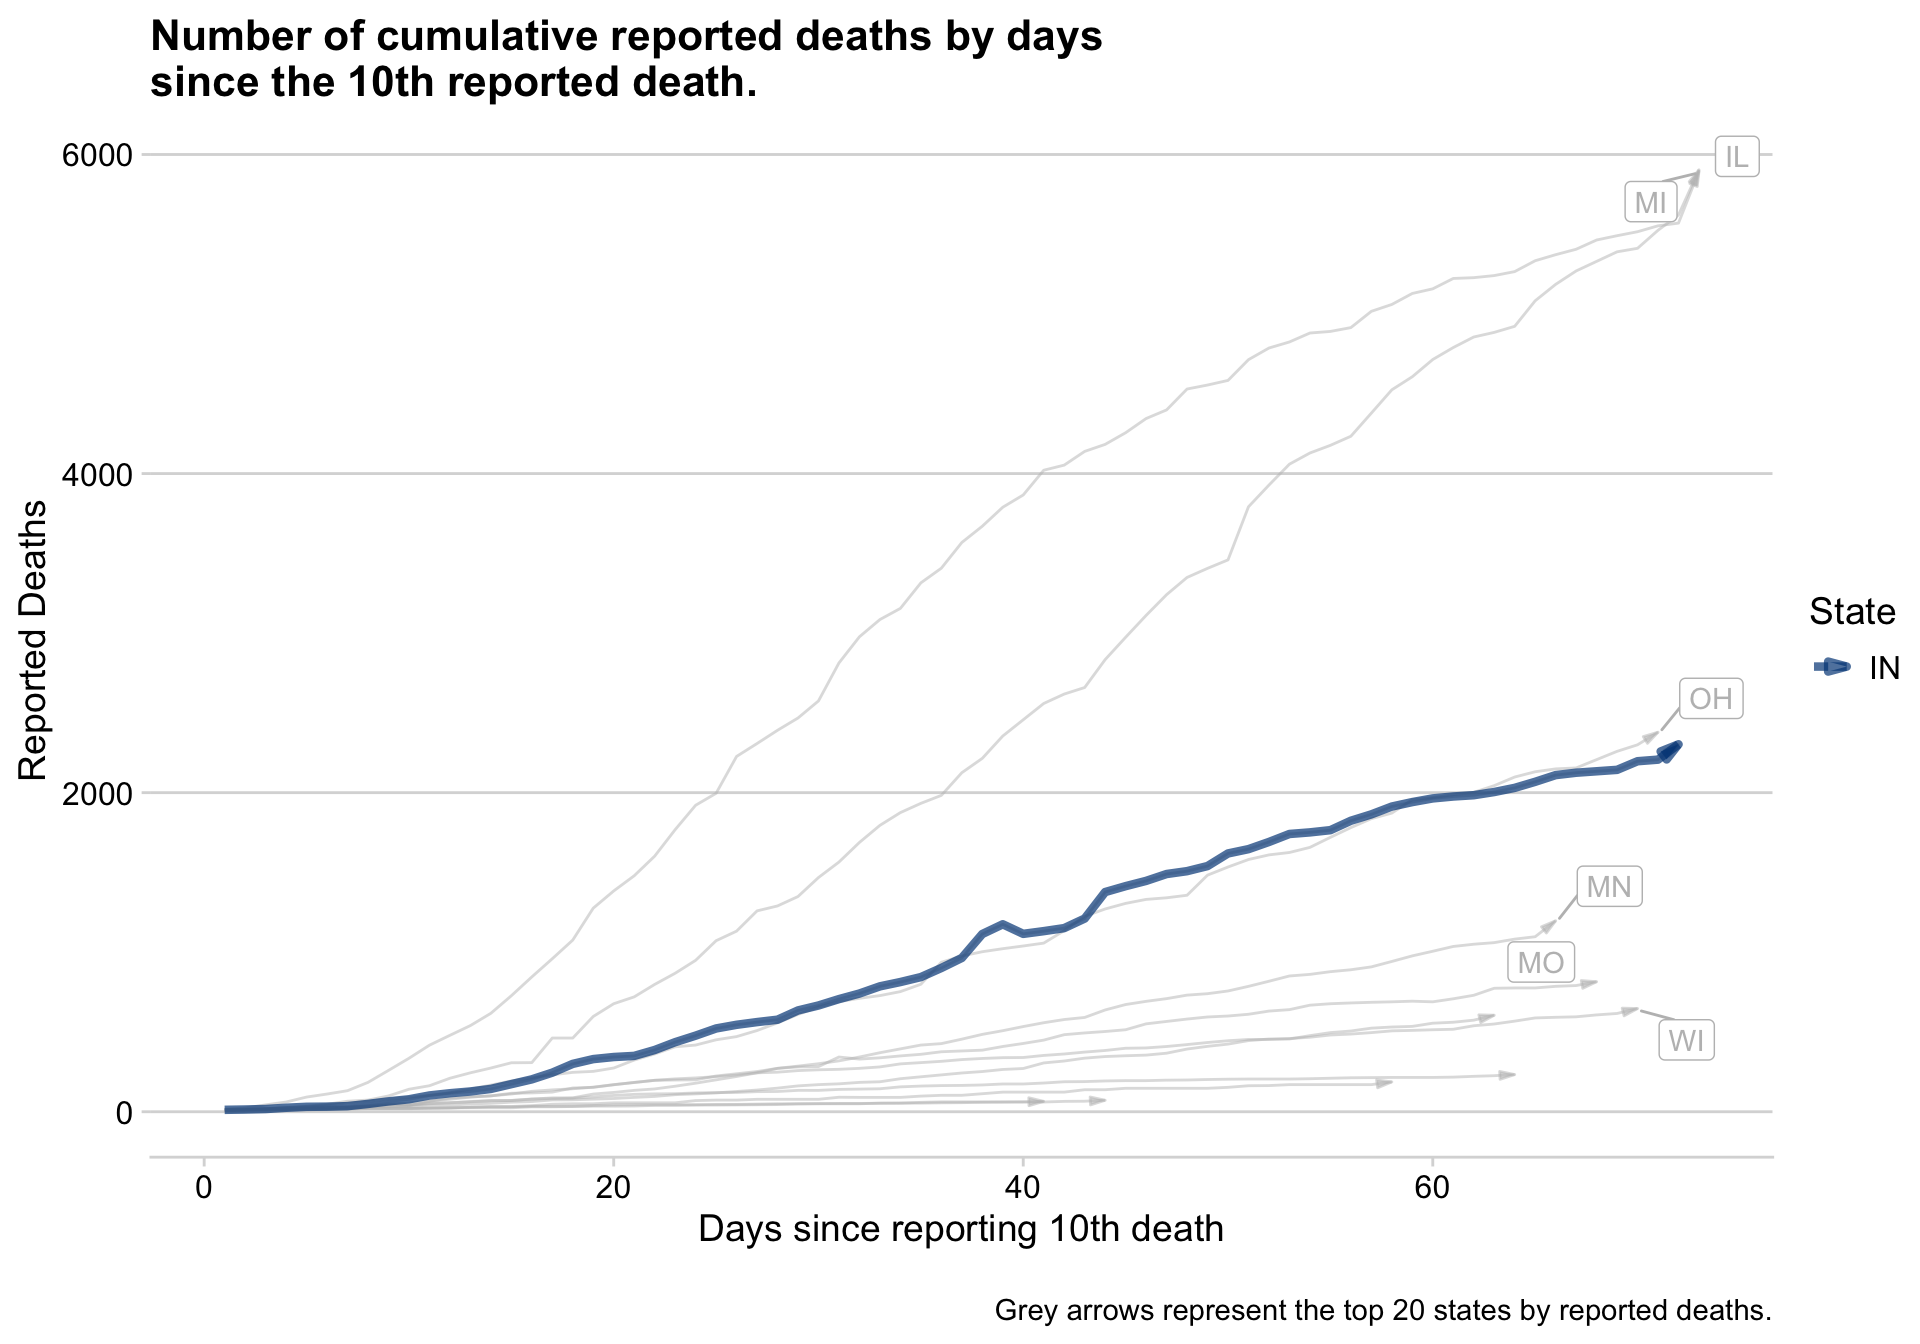 Number of cumulative reported deaths by days
since the 10th reported death.
6000
4000
2000
0
Reported Deaths
IL
MI
OH
MN
MO
WI
State
IN
0 20 40 60
Days since reporting 10th death
Grey arrows represent the top 20 states by reported deaths.